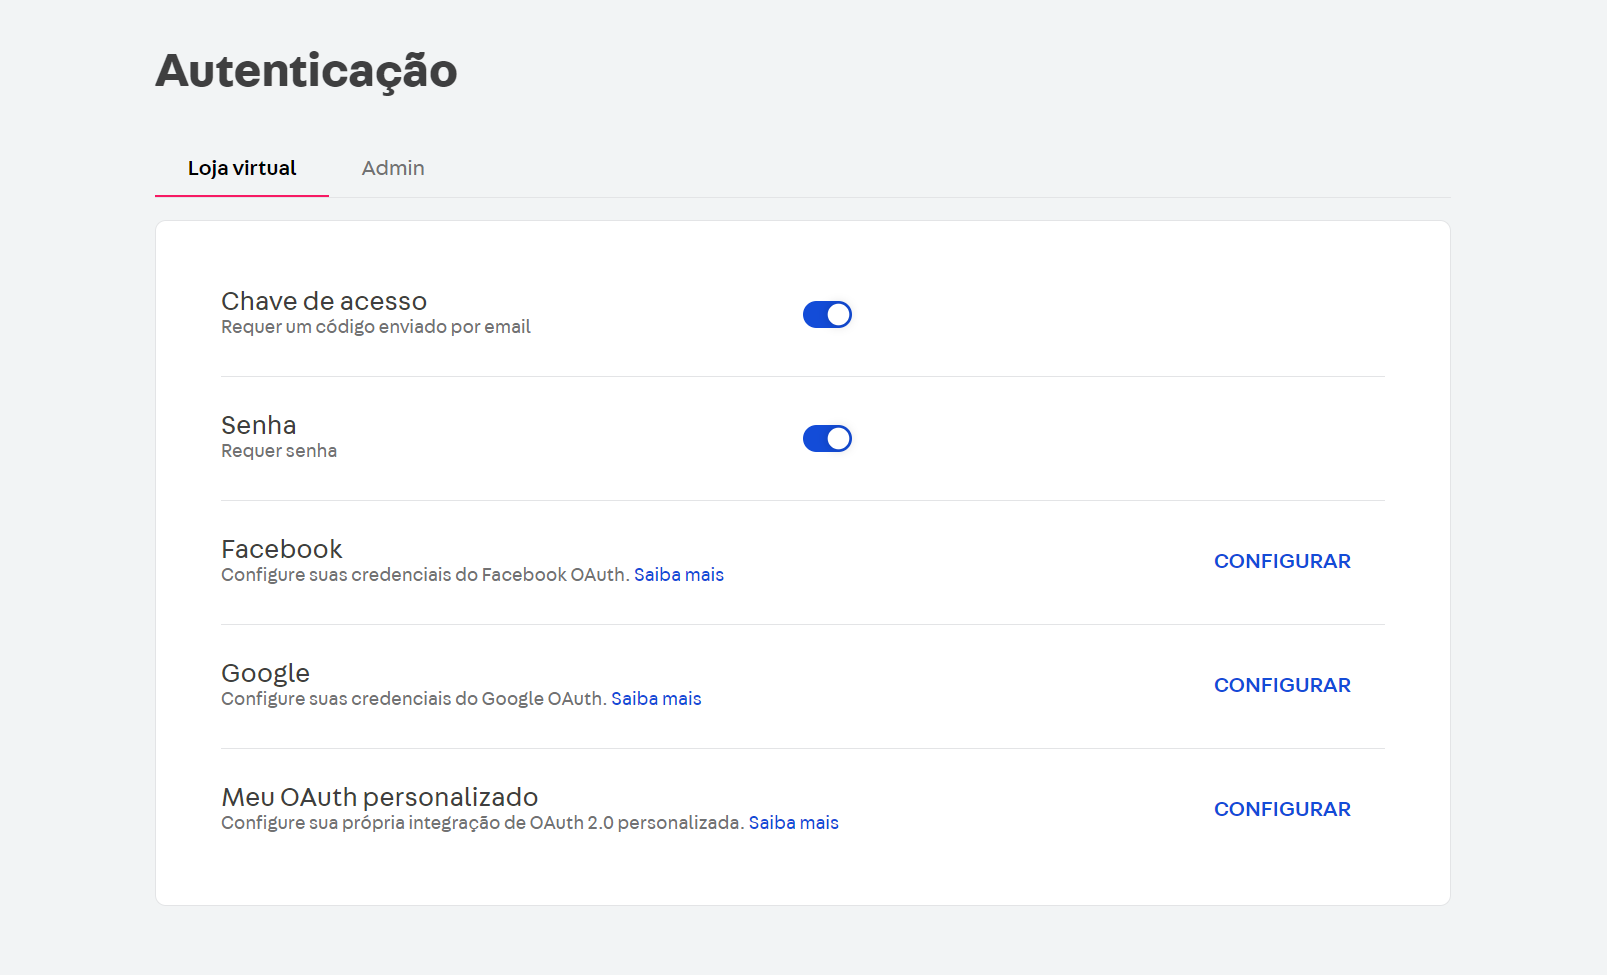 Autenticação
Loja virtual
Admin
Chave de acesso
Requer um código enviado por email
Senha
Requer senha
Facebook
Configure suas credenciais do Facebook OAuth. Saiba mais
CONFIGURAR
Google
Configure suas credenciais do Google OAuth. Saiba mais
CONFIGURAR
Meu OAuth personalizado
Configure sua própria integração de OAuth 2.0 personalizada. Saiba mais
CONFIGURAR